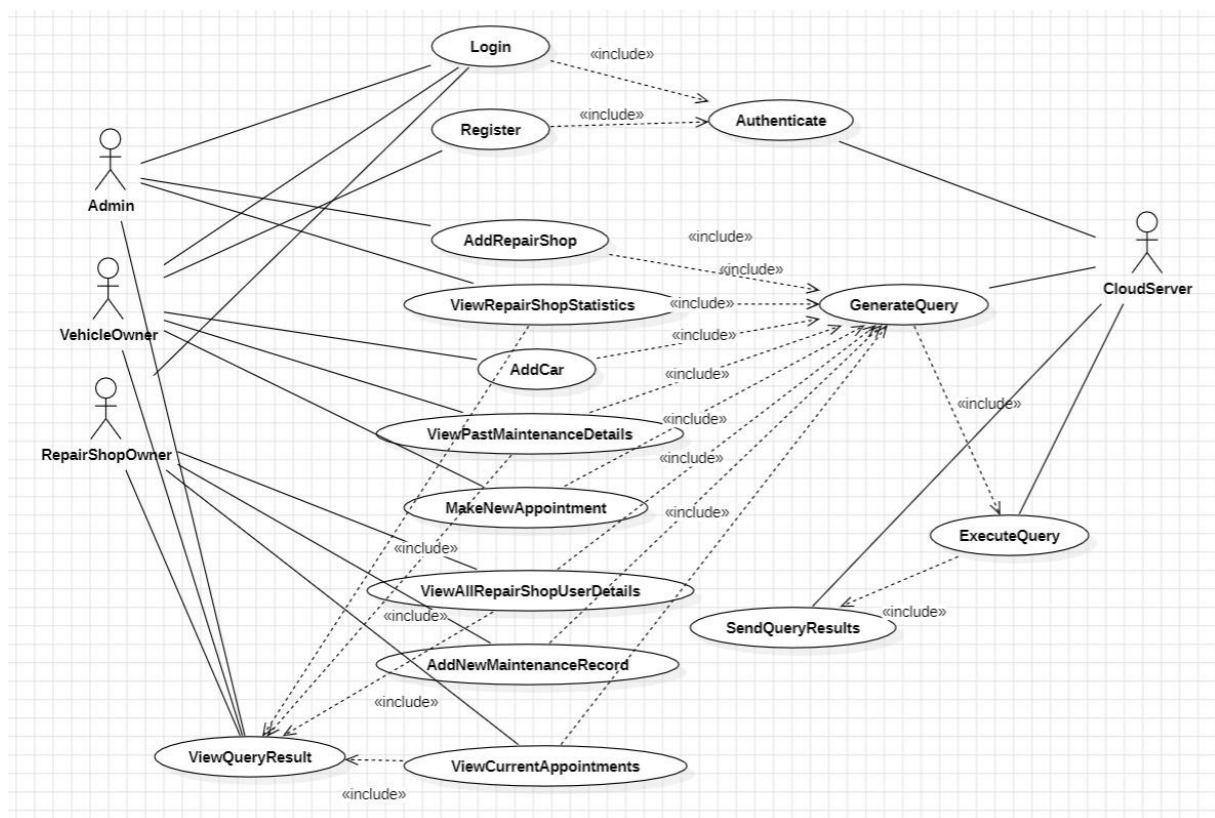 Login
«include»
Register
«include»
Authenticate
Admin
AddRepairShop
«include»
«include»
ViewRepairShopStatistics
«include»
GenerateQuery
CloudServer
VehicleOwner
«include»
AddCar
«include»
«include»
ViewPastMaintenanceDetails
«include»
RepairShopOwner
«include»
MakeNewAppointment
«include»
ExecuteQuery
«include»
ViewAllRepairShopUserDetails
«include»
«include»
SendQueryResults
AddNewMaintenanceRecord
«include»
ViewQueryResult
ViewCurrentAppointments
«include»